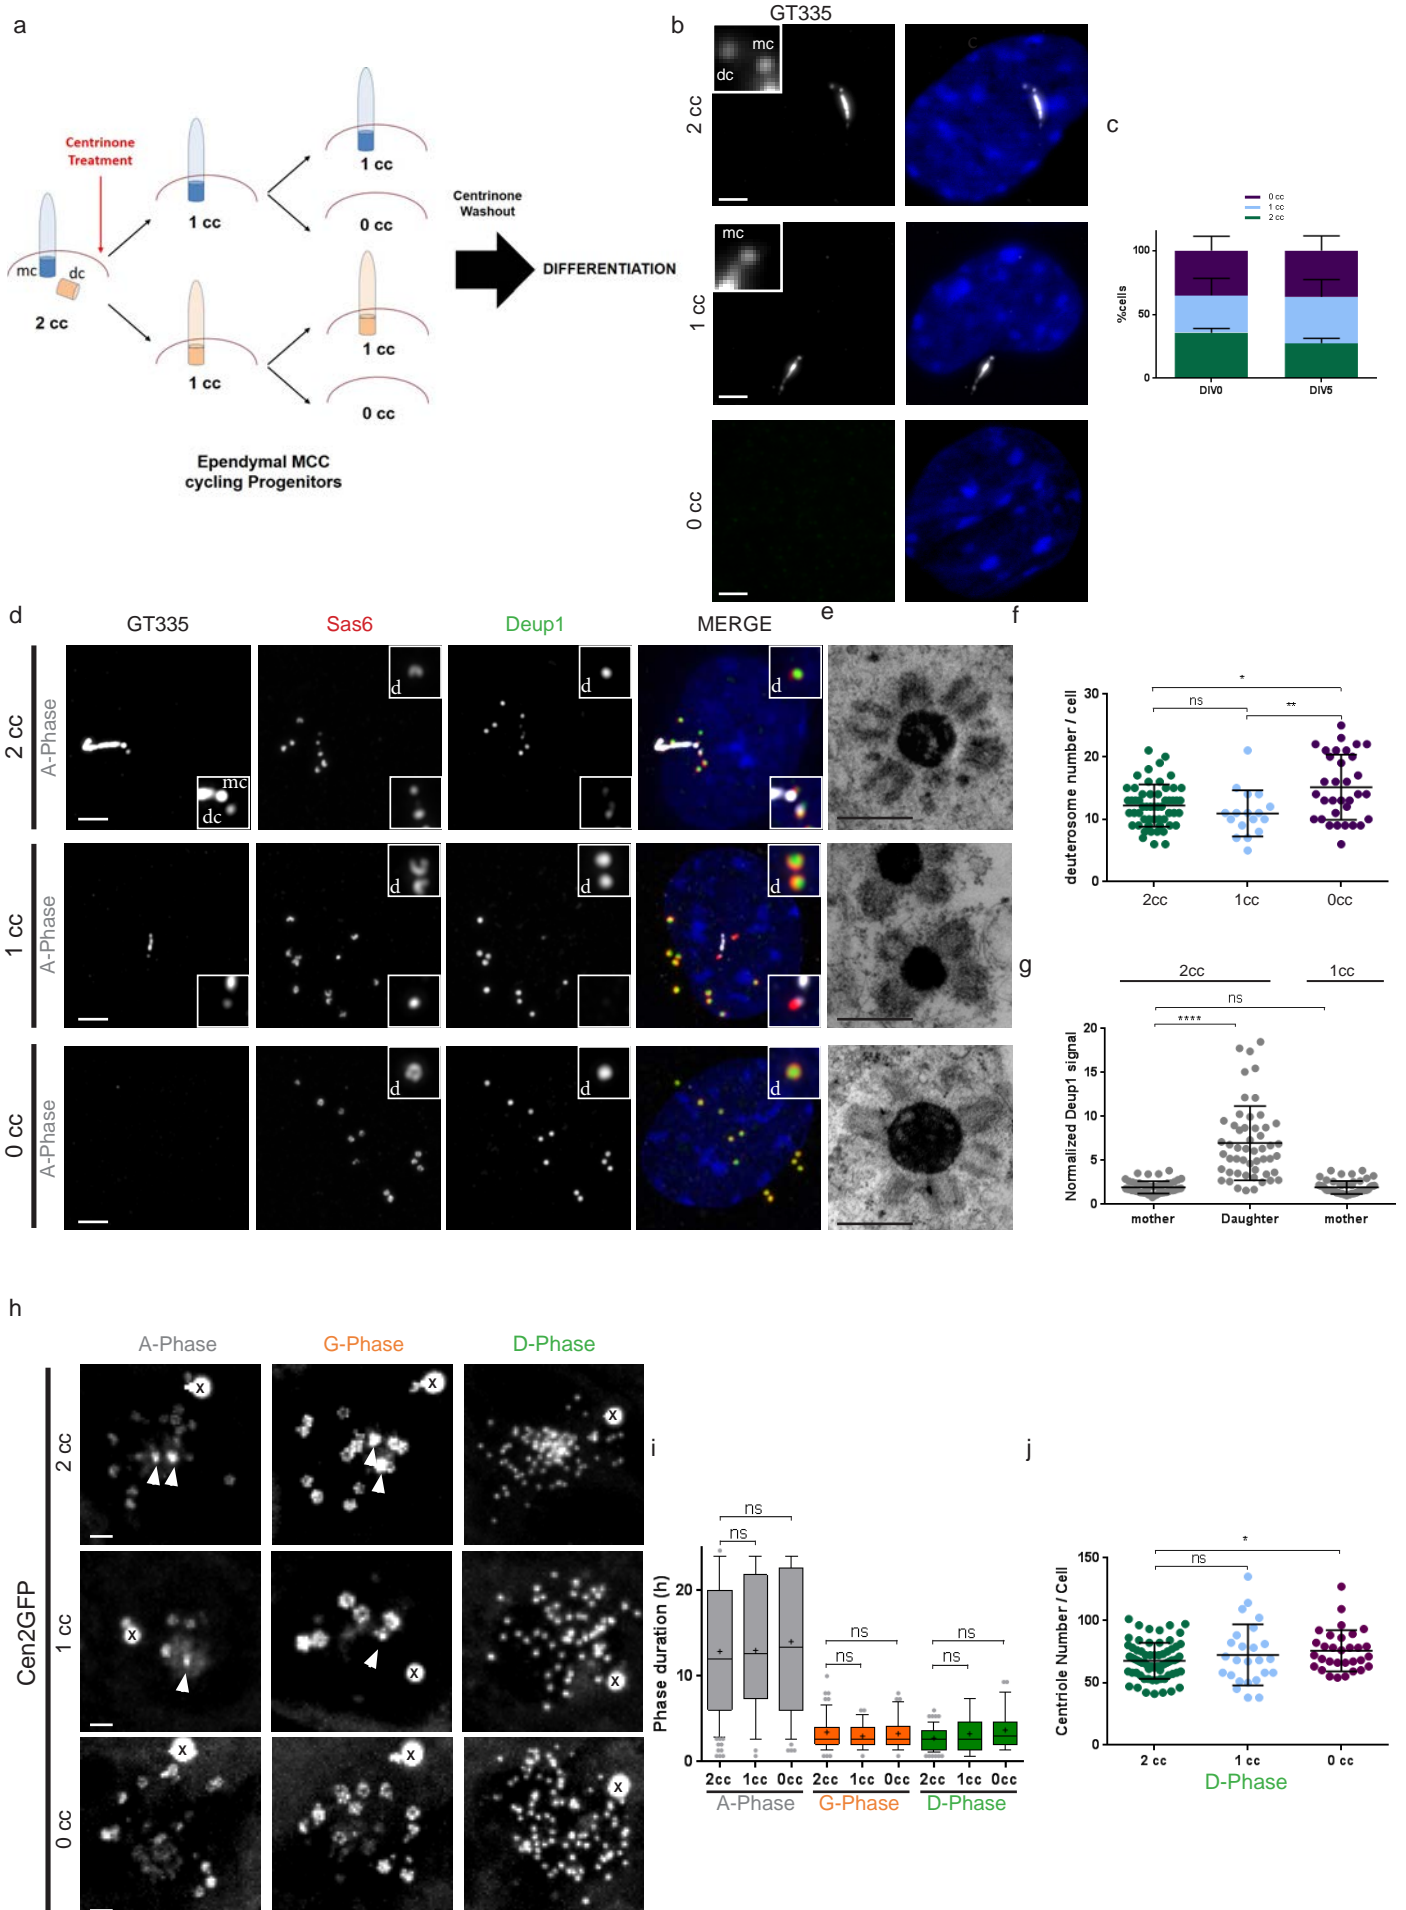 a
Centrinone
Treatment
mc
dc
2 cc
1 cc
1 cc
1 cc
0 cc
1 cc
0 cc
Centrinone
Washout
DIFFERENTIATION
Ependymal MCC
cycling Progenitors
b
GT335
2 cc
mc
dc
c
1 cc
mc
0 cc
c
0 cc
1 cc
2 cc
%cells
100
50
0
DIV0
DIV5
d
GT335
Sas6
Deup1
MERGE
2 cc
A-Phase
mc
dc
d
d
d
1 cc
A-Phase
d
d
d
0 cc
A-Phase
d
d
d
e
f
deuterosome number / cell
30
20
10
0
*
ns
**
2cc
1cc
0cc
g
2cc
1cc
ns
****
Normalized Deup1 signal
20
15
10
5
0
mother
Daughter
mother
h
A-Phase
G-Phase
D-Phase
Cen2GFP
2 cc
X
X
X
1 cc
X
X
X
0 cc
X
X
X
i
Phase duration (h)
20
10
0
ns
ns
ns
ns
ns
ns
2cc 1cc 0cc 2cc 1cc 0cc 2cc 1cc 0cc
A-Phase G-Phase D-Phase
j
Centriole Number / Cell
150
100
50
0
*
ns
2 cc
1 cc
0 cc
D-Phase